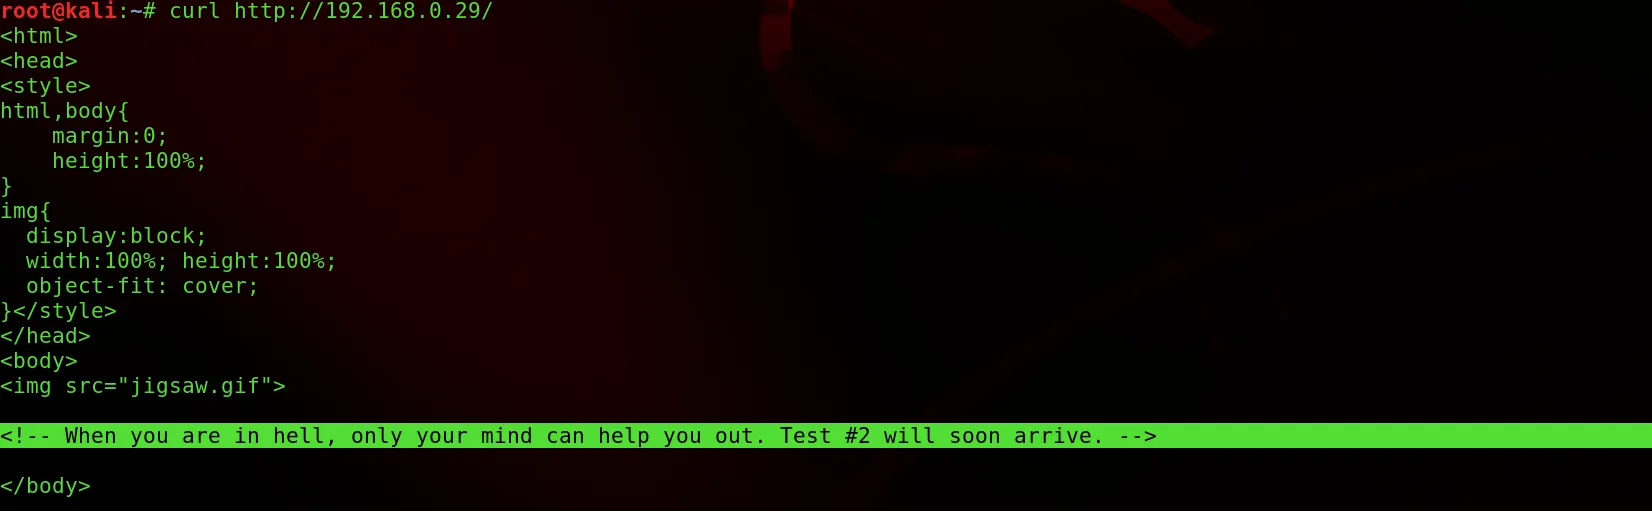 root@kali:~# curl http://192.168.0.29/
<html>
<head>
<style>
html,body{
    margin:0;
    height:100%;
}
img{
  display:block;
  width:100%; height:100%;
  object-fit: cover;
}</style>
</head>
<body>
<img src="jigsaw.gif">

<!-- When you are in hell, only your mind can help you out. Test #2 will soon arrive. -->

</body>